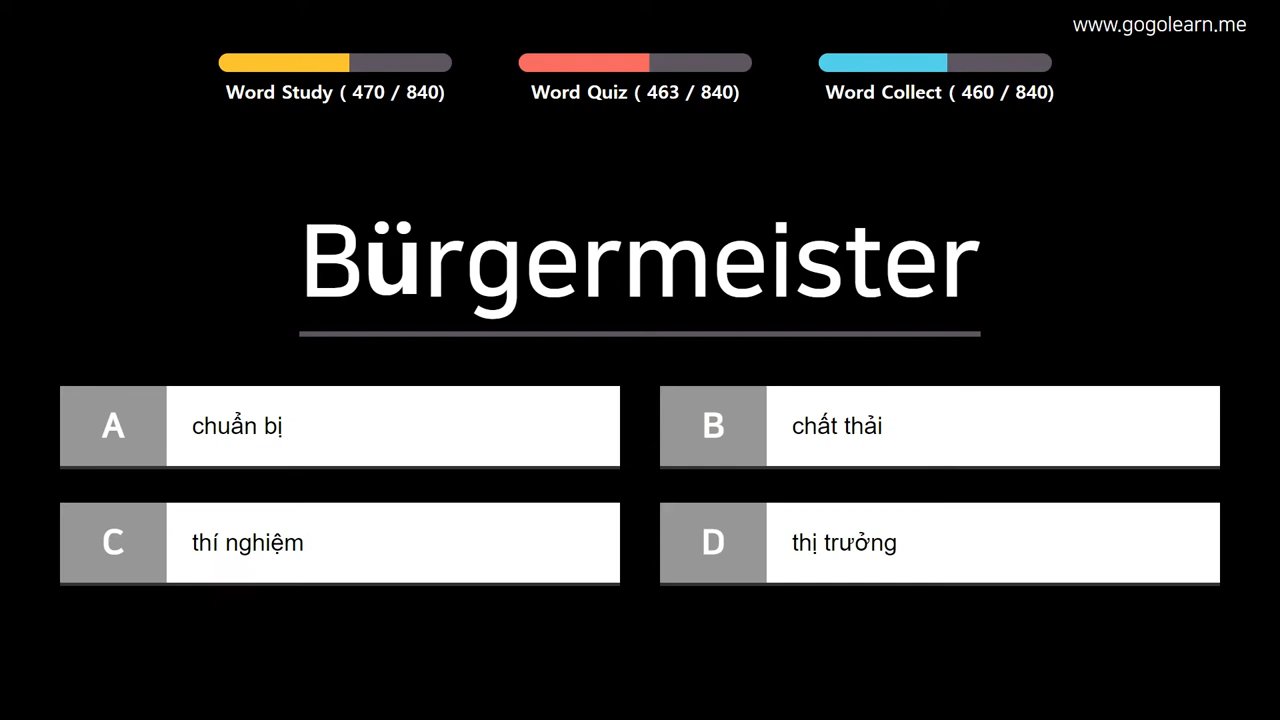 www.gogolearn.me
Word Study ( 470 / 840)
Word Quiz ( 463 / 840)
Word Collect ( 460 / 840)
Bürgermeister
A
chuẩn bị
B
chất thải
C
thí nghiệm
D
thị trưởng